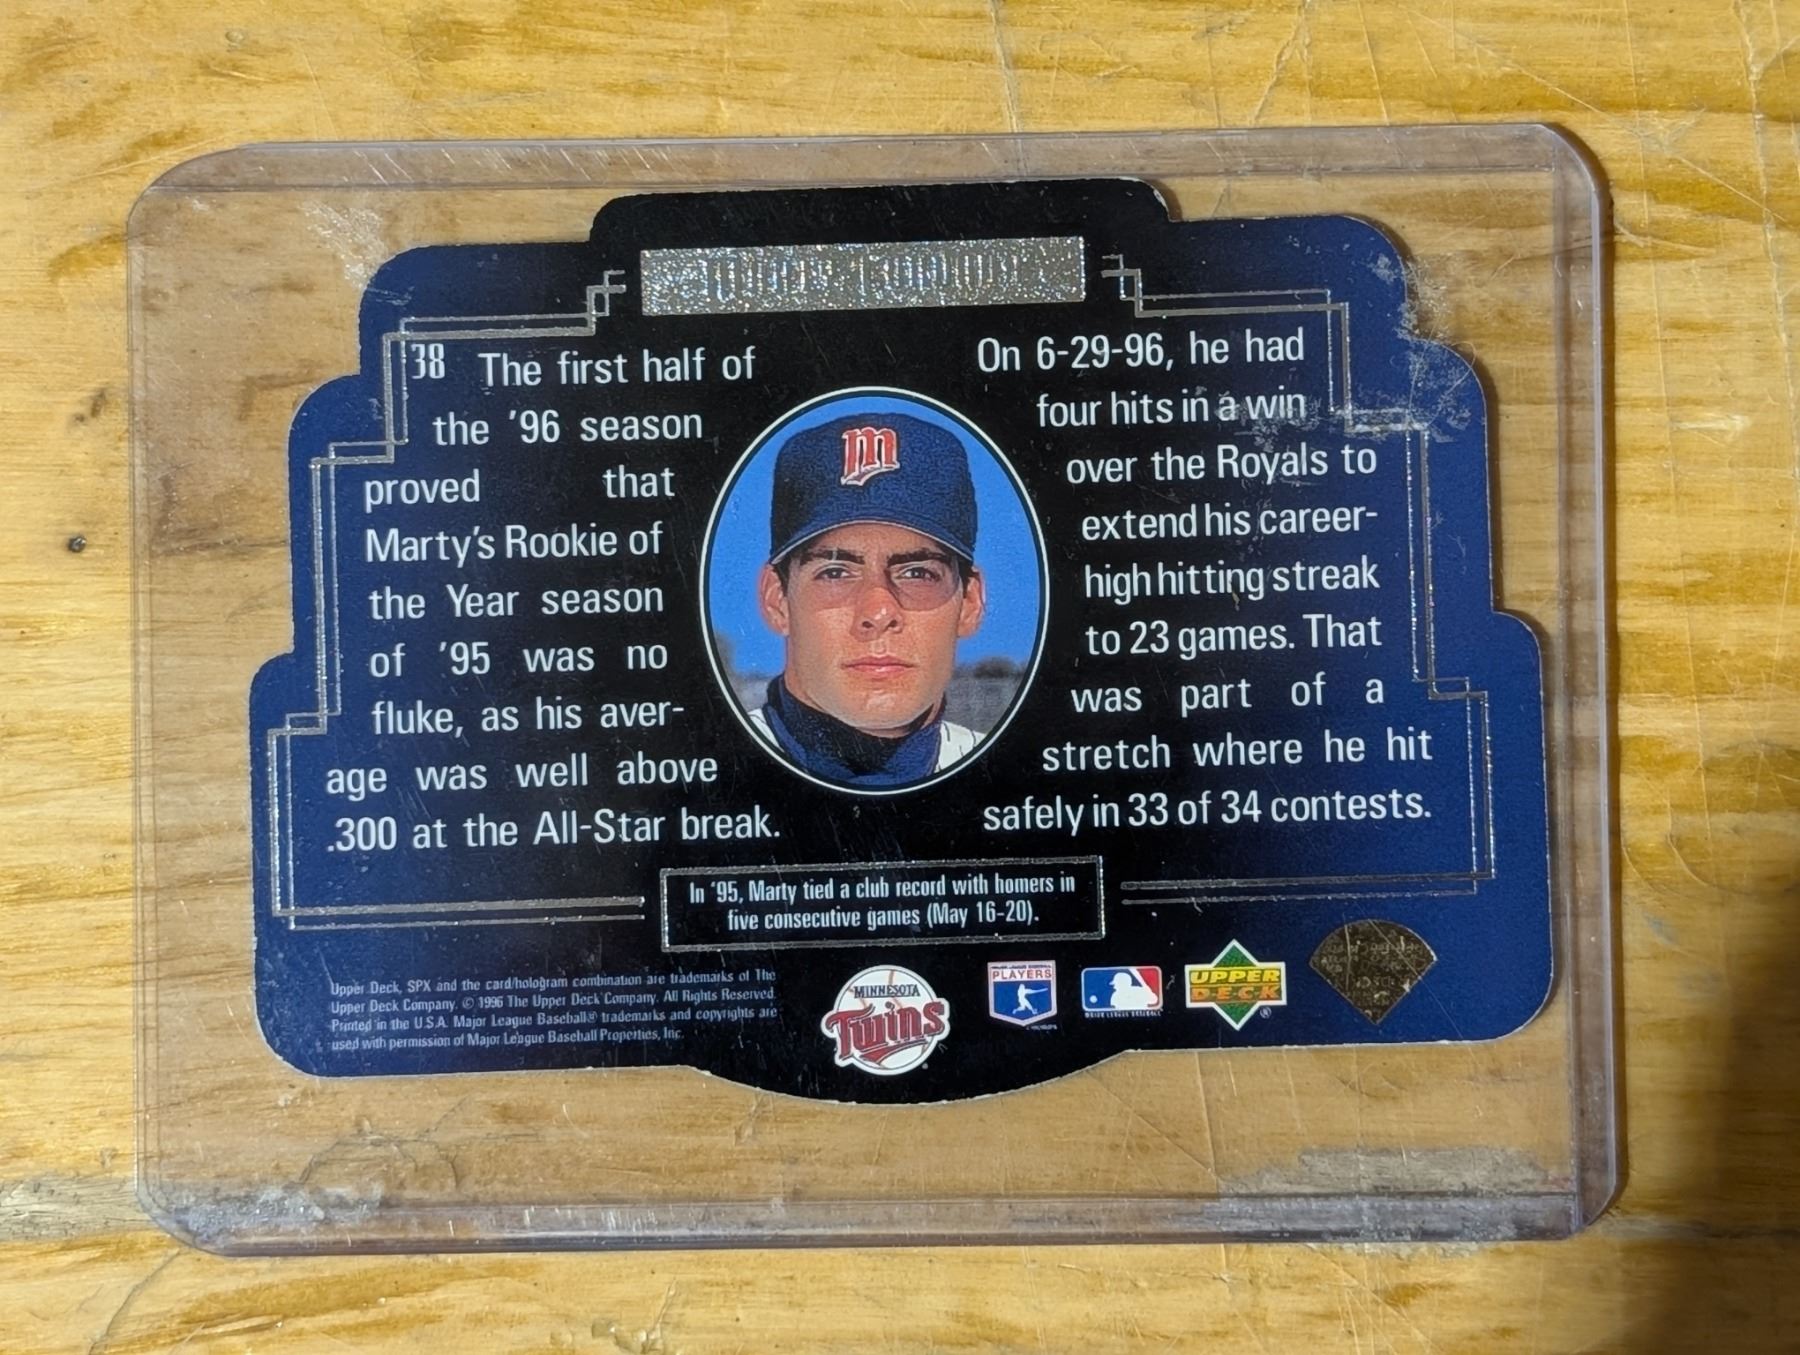 38 The first half of
the '96 season
proved that
Marty's Rookie of
the Year season
of '95 was no
fluke, as his aver-
age was well above
.300 at the All-Star break.
On 6-29-96, he had
four hits in a win
over the Royals to
extend his career-
high hitting streak
to 23 games. That
was part of a
stretch where he hit
safely in 33 of 34 contests.
In '95, Marty tied a club record with homers in
five consecutive games (May 16-20).
Upper Deck, SPX and the card/hologram combination are trademarks of The
Upper Deck Company. © 1996 The Upper Deck Company. All Rights Reserved.
Printed in the U.S.A. Major League Baseball® trademarks and copyrights are
used with permission of Major League Baseball Properties, Inc.
m
MINNESOTA
Twins
PLAYERS
MAJOR LEAGUE BASEBALL
UPPER
DECK
®